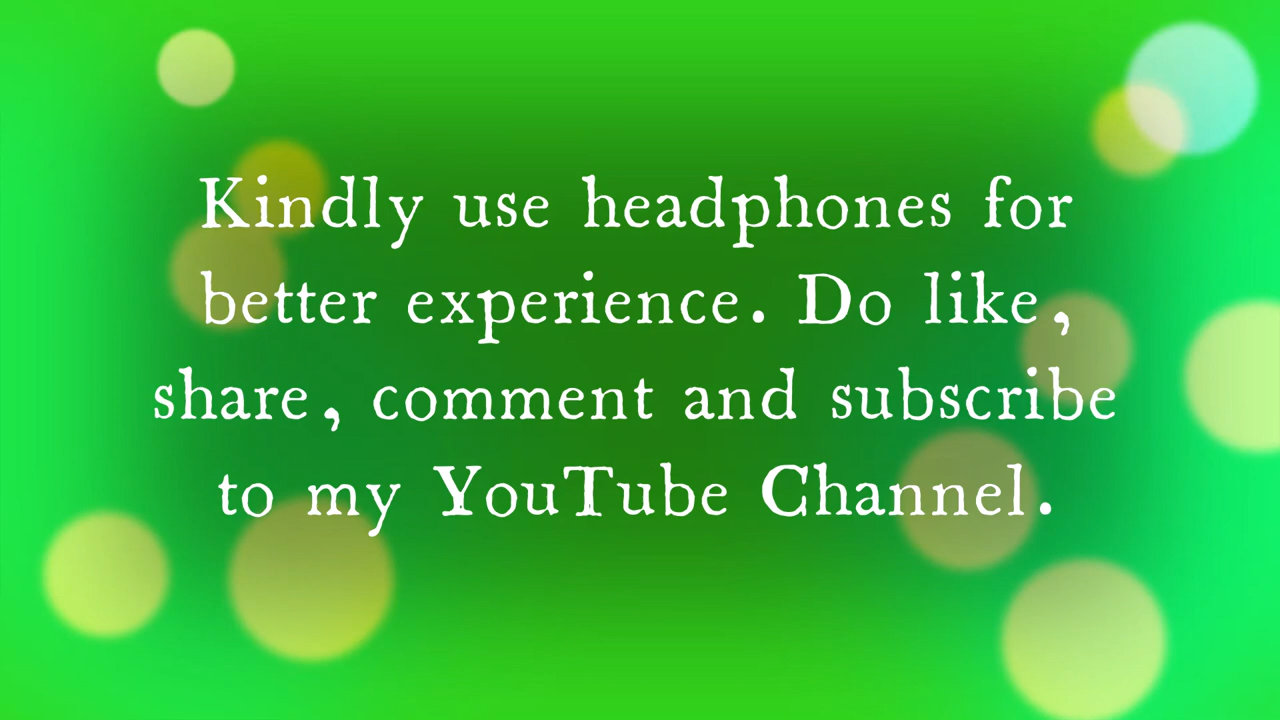 Kindly use headphones for
better experience. Do like,
share, comment and subscribe
to my YouTube Channel.